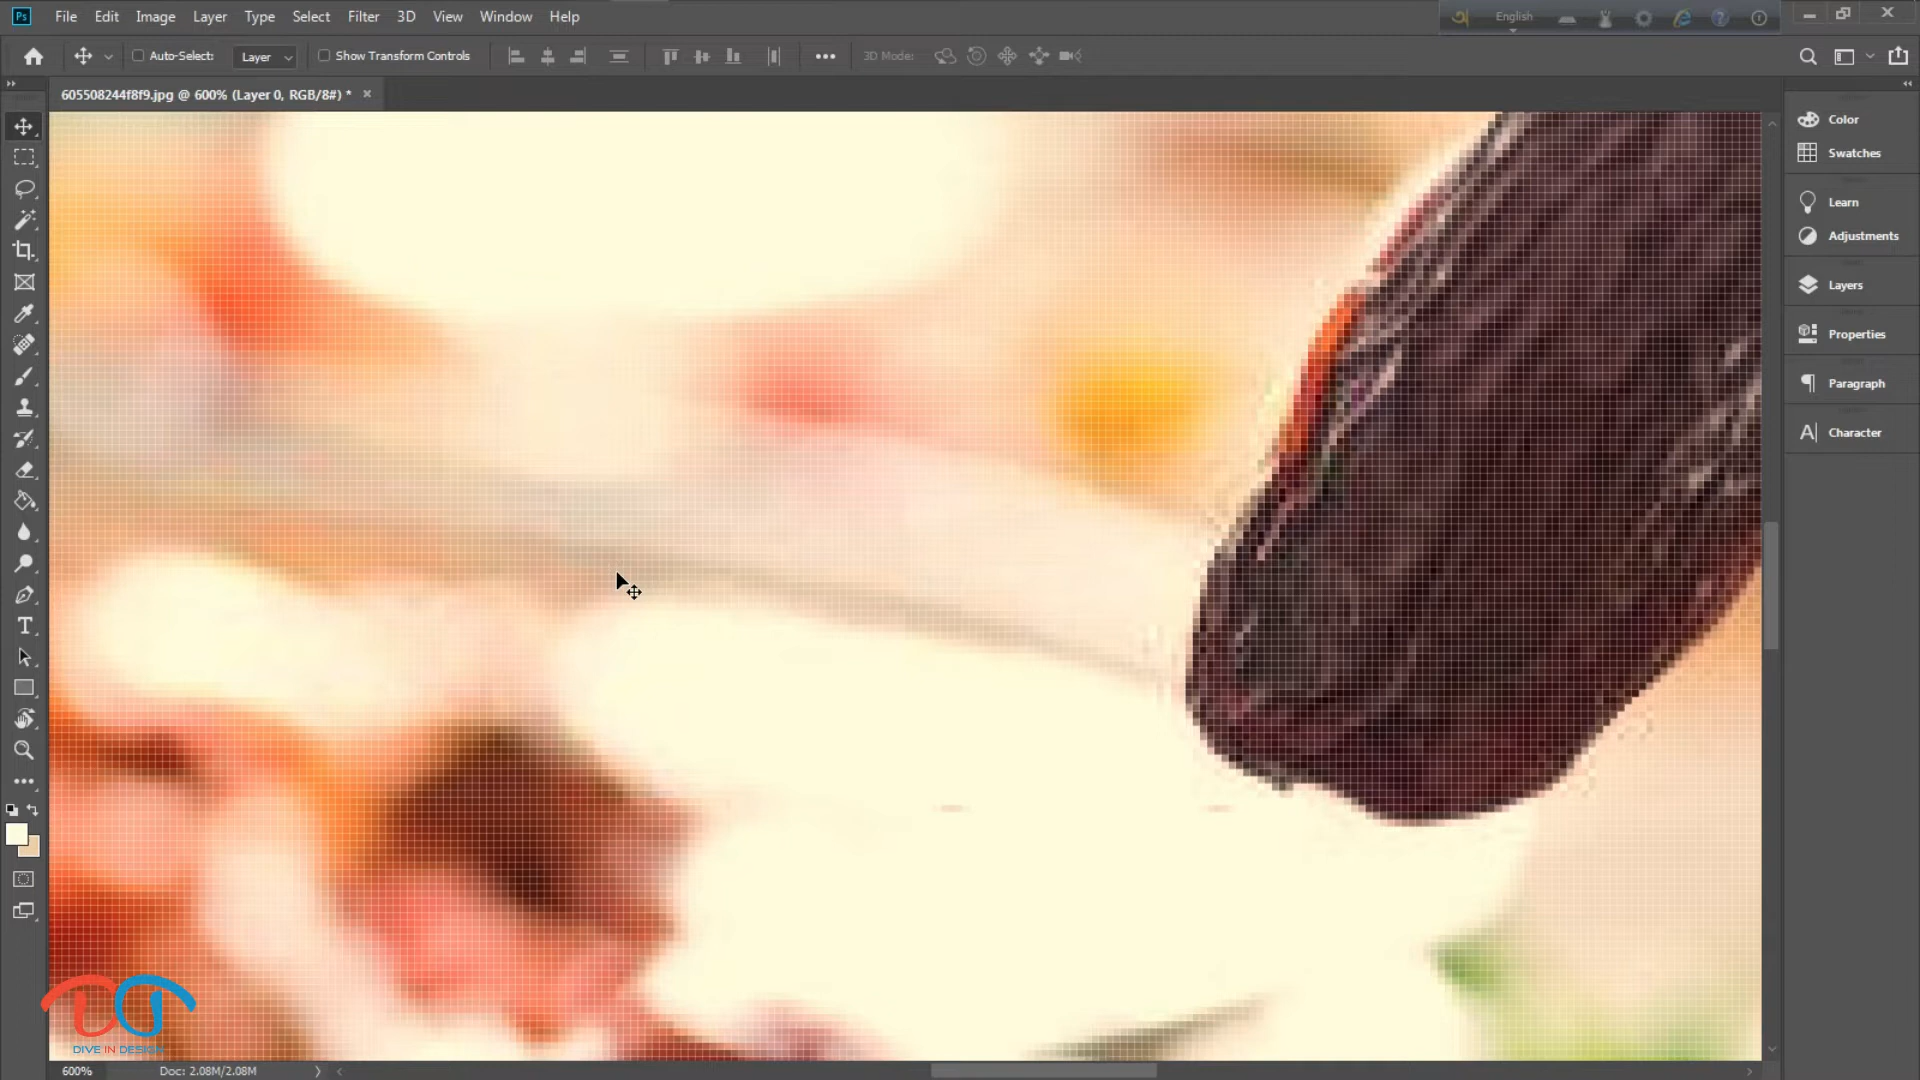 Ps File Edit Image Layer Type Select Filter 3D View Window Help
English
Auto-Select: Layer Show Transform Controls 3D Mode:
605508244f8f9.jpg @ 600% (Layer 0, RGB/8#) *
Color
Swatches
Learn
Adjustments
Layers
Properties
Paragraph
Character
DIVE IN DESIGN
600% Doc: 2.08M/2.08M